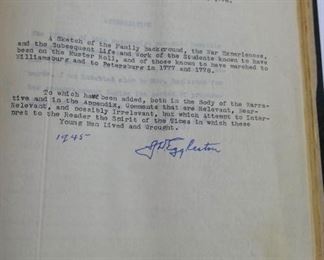 A Sketch of the Family Background, the War Experiences,
and the Subsequent Life and Work of the Students known to have
been on the Muster Roll, and of those known to have marched to
Williamsburg and to Petersburg in 1777 and 1778.
To which have been added, both in the Body of the Narra-
tive and in the Appendix, Comments that are Relevant, Near-
Relevant, and possibly Irrelevant, but which Attempt to Inter-
pret to the Reader the Spirit of the Times in which these
Young Men Lived and Wrought.
1945
J D Eggleston